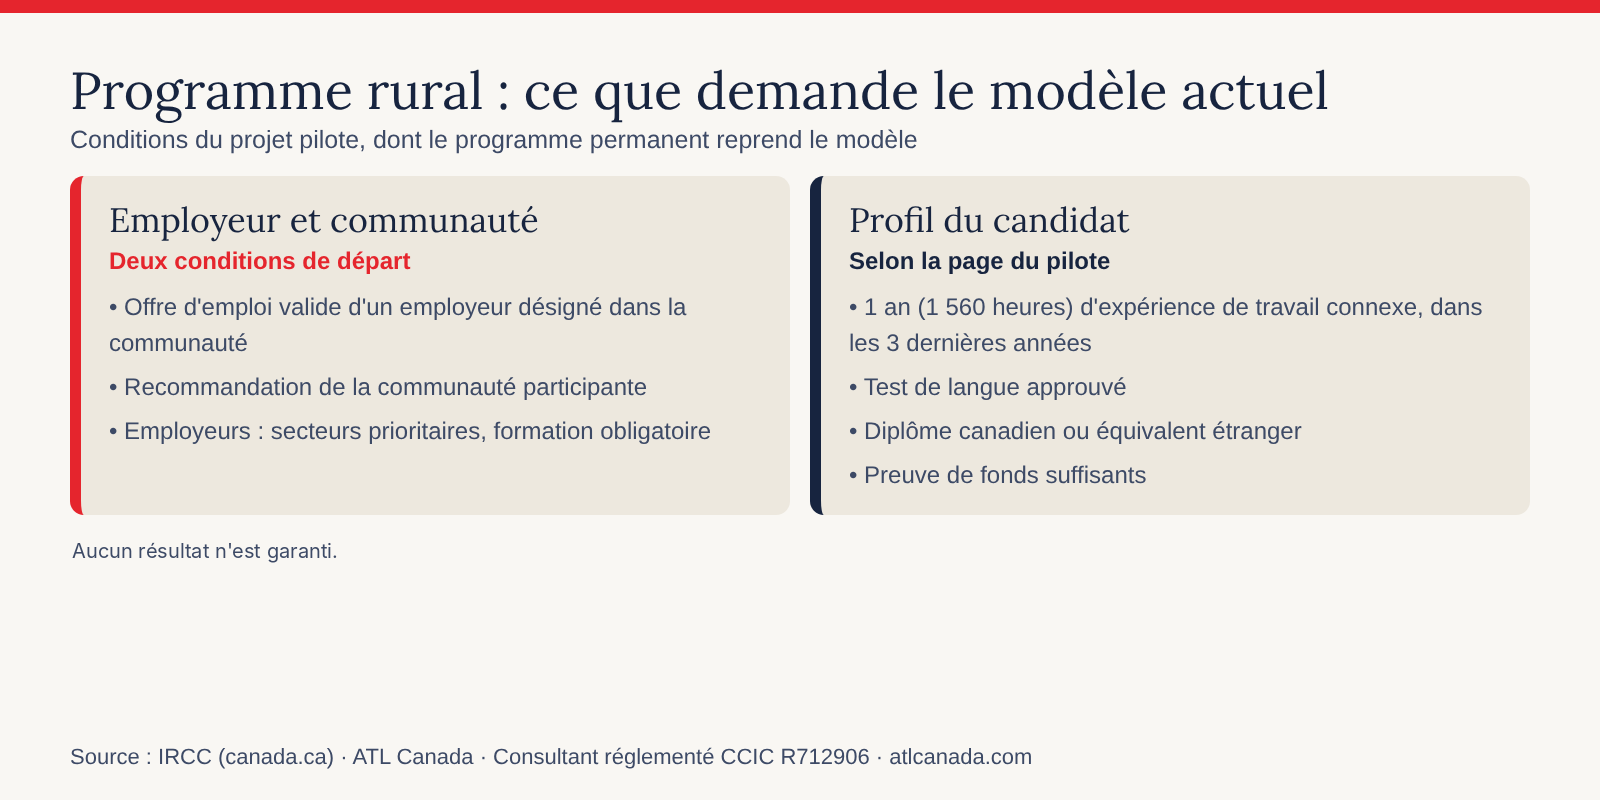 Programme rural : ce que demande le modèle actuel
Conditions du projet pilote, dont le programme permanent reprend le modèle
Employeur et communauté
Deux conditions de départ
• Offre d'emploi valide d'un employeur désigné dans la
communauté
• Recommandation de la communauté participante
• Employeurs : secteurs prioritaires, formation obligatoire
Profil du candidat
Selon la page du pilote
• 1 an (1 560 heures) d'expérience de travail connexe, dans
les 3 dernières années
• Test de langue approuvé
• Diplôme canadien ou équivalent étranger
• Preuve de fonds suffisants
Aucun résultat n'est garanti.
Source : IRCC (canada.ca) · ATL Canada · Consultant réglementé CCIC R712906 · atlcanada.com